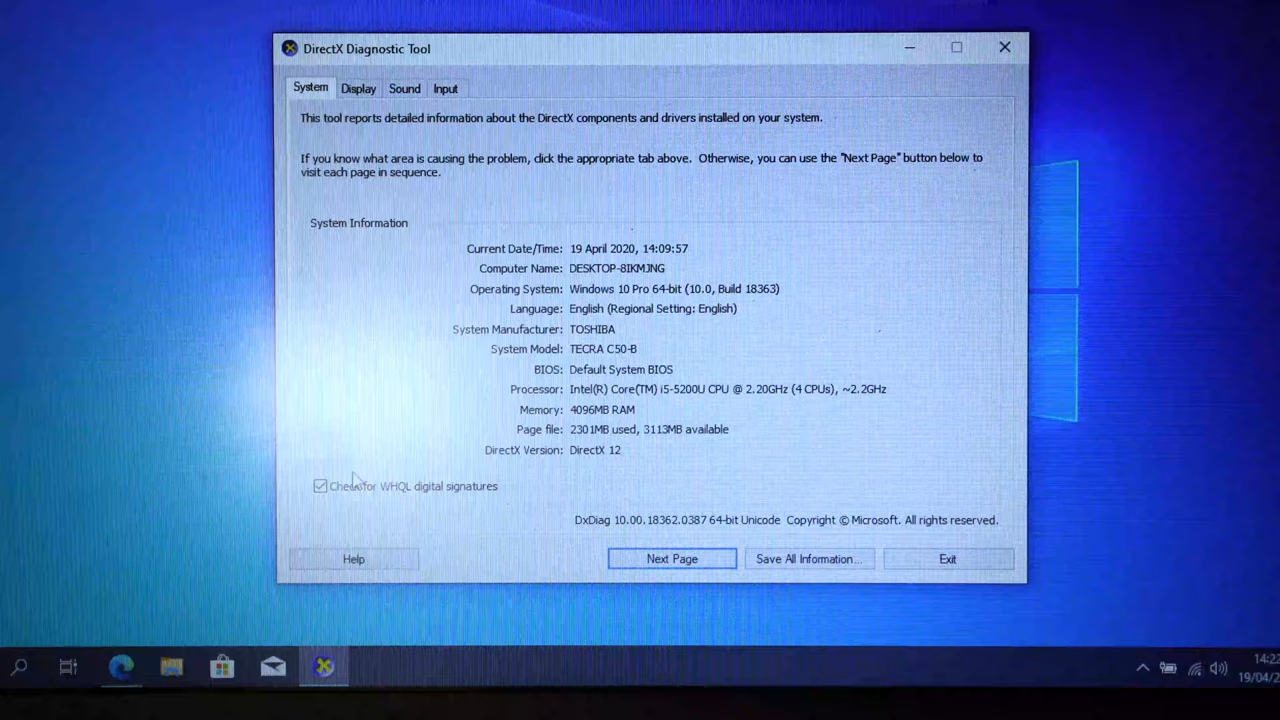 DirectX Diagnostic Tool
System Display Sound Input
This tool reports detailed information about the DirectX components and drivers installed on your system.
If you know what area is causing the problem, click the appropriate tab above. Otherwise, you can use the "Next Page" button below to
visit each page in sequence.
System Information
Current Date/Time: 19 April 2020, 14:09:57
Computer Name: DESKTOP-8IKMJNG
Operating System: Windows 10 Pro 64-bit (10.0, Build 18363)
Language: English (Regional Setting: English)
System Manufacturer: TOSHIBA
System Model: TECRA C50-B
BIOS: Default System BIOS
Processor: Intel(R) Core(TM) i5-5200U CPU @ 2.20GHz (4 CPUs), ~2.2GHz
Memory: 4096MB RAM
Page file: 2301MB used, 3113MB available
DirectX Version: DirectX 12
Check for WHQL digital signatures
DxDiag 10.00.18362.0387 64-bit Unicode Copyright © Microsoft. All rights reserved.
Help Next Page Save All Information... Exit
14:22
19/04/2